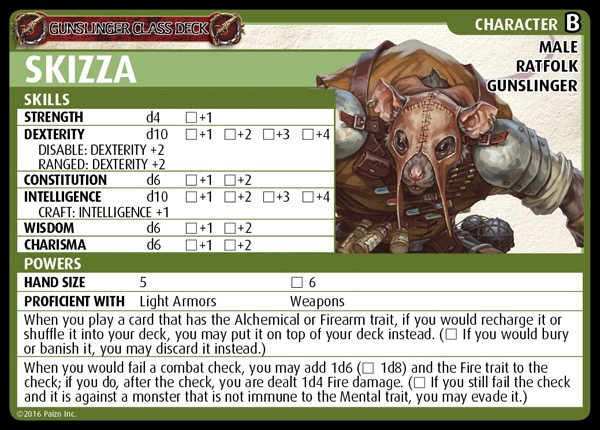 GUNSLINGER CLASS DECK
CHARACTER B
SKIZZA
MALE
RATFOLK
GUNSLINGER
SKILLS
STRENGTH d4 □ +1
DEXTERITY d10 □ +1 □ +2 □ +3 □ +4
DISABLE: DEXTERITY +2
RANGED: DEXTERITY +2
CONSTITUTION d6 □ +1 □ +2
INTELLIGENCE d10 □ +1 □ +2 □ +3 □ +4
CRAFT: INTELLIGENCE +1
WISDOM d6 □ +1 □ +2
CHARISMA d6 □ +1 □ +2
POWERS
HAND SIZE 5 □ 6
PROFICIENT WITH Light Armors Weapons
When you play a card that has the Alchemical or Firearm trait, if you would recharge it or
shuffle it into your deck, you may put it on top of your deck instead. (□ If you would bury
or banish it, you may discard it instead.)
When you would fail a combat check, you may add 1d6 (□ 1d8) and the Fire trait to the
check; if you do, after the check, you are dealt 1d4 Fire damage. (□ If you still fail the check
and it is against a monster that is not immune to the Mental trait, you may evade it.)
©2016 Paizo Inc.